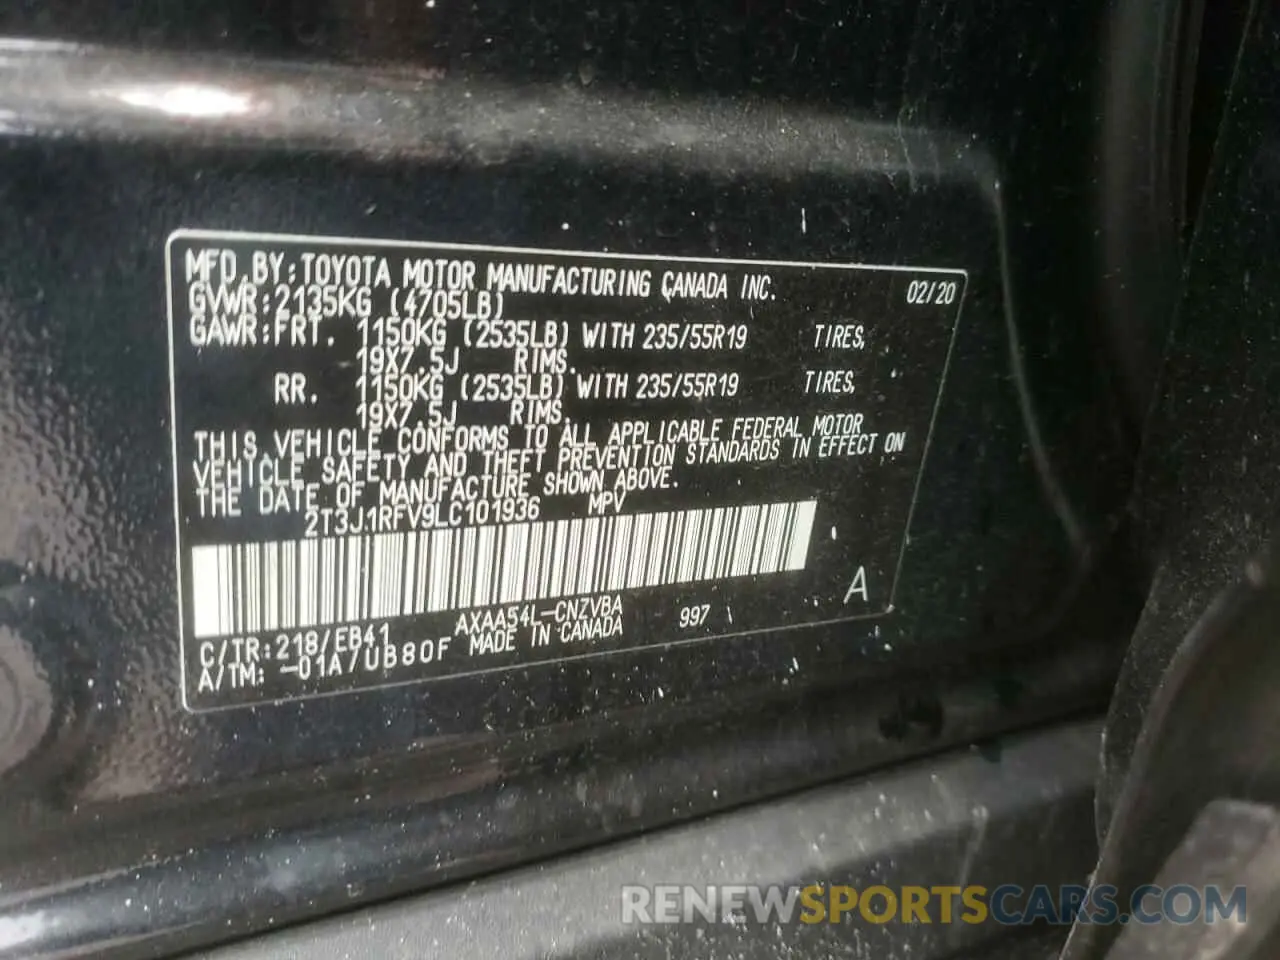 MFD.BY:TOYOTA MOTOR MANUFACTURING CANADA INC. 02/20
GVWR:2135KG (4705LB)
GAWR:FRT. 1150KG (2535LB) WITH 235/55R19 TIRES,
19X7.5J RIMS.
RR. 1150KG (2535LB) WITH 235/55R19 TIRES,
19X7.5J RIMS.
THIS VEHICLE CONFORMS TO ALL APPLICABLE FEDERAL MOTOR
VEHICLE SAFETY AND THEFT PREVENTION STANDARDS IN EFFECT ON
THE DATE OF MANUFACTURE SHOWN ABOVE.
2T3J1RFV9LC101936 MPV
A
C/TR:218/EB41 AXAA54L-CNZVBA 997
A/TM: -01A/UB80F MADE IN CANADA
RENEWSPORTSCARS.COM